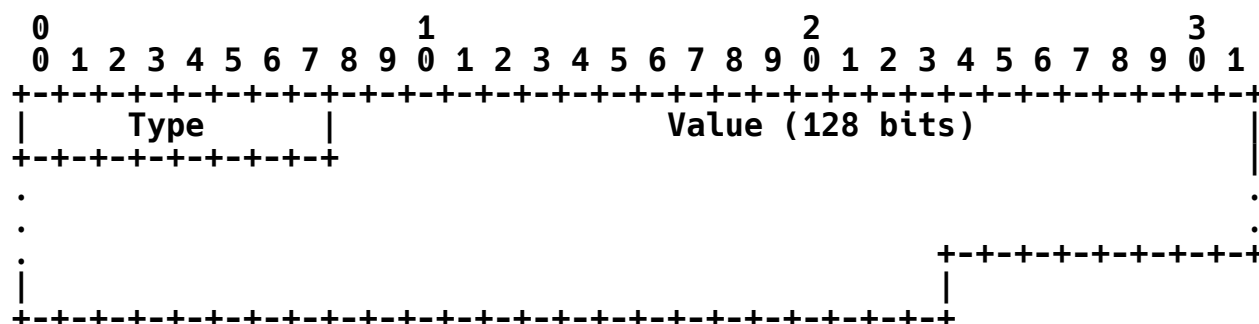 0                   1                   2                   3
 0 1 2 3 4 5 6 7 8 9 0 1 2 3 4 5 6 7 8 9 0 1 2 3 4 5 6 7 8 9 0 1
+-+-+-+-+-+-+-+-+-+-+-+-+-+-+-+-+-+-+-+-+-+-+-+-+-+-+-+-+-+-+-+-+
|     Type      |                 Value (128 bits)              |
+-+-+-+-+-+-+-+-+                                               |
.                                                               .
.                                                               .
.                                               +-+-+-+-+-+-+-+-+
|                                               |
+-+-+-+-+-+-+-+-+-+-+-+-+-+-+-+-+-+-+-+-+-+-+-+-+